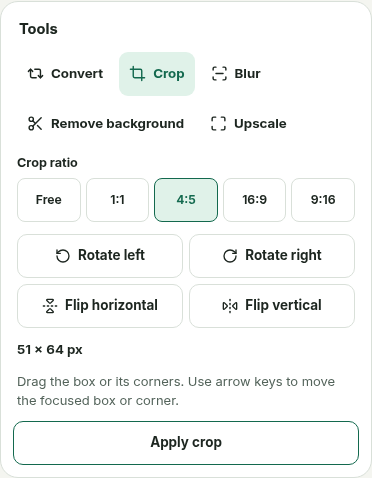 Tools
Convert Crop Blur
Remove background Upscale
Crop ratio
Free 1:1 4:5 16:9 9:16
Rotate left Rotate right
Flip horizontal Flip vertical
51 × 64 px
Drag the box or its corners. Use arrow keys to move
the focused box or corner.
Apply crop